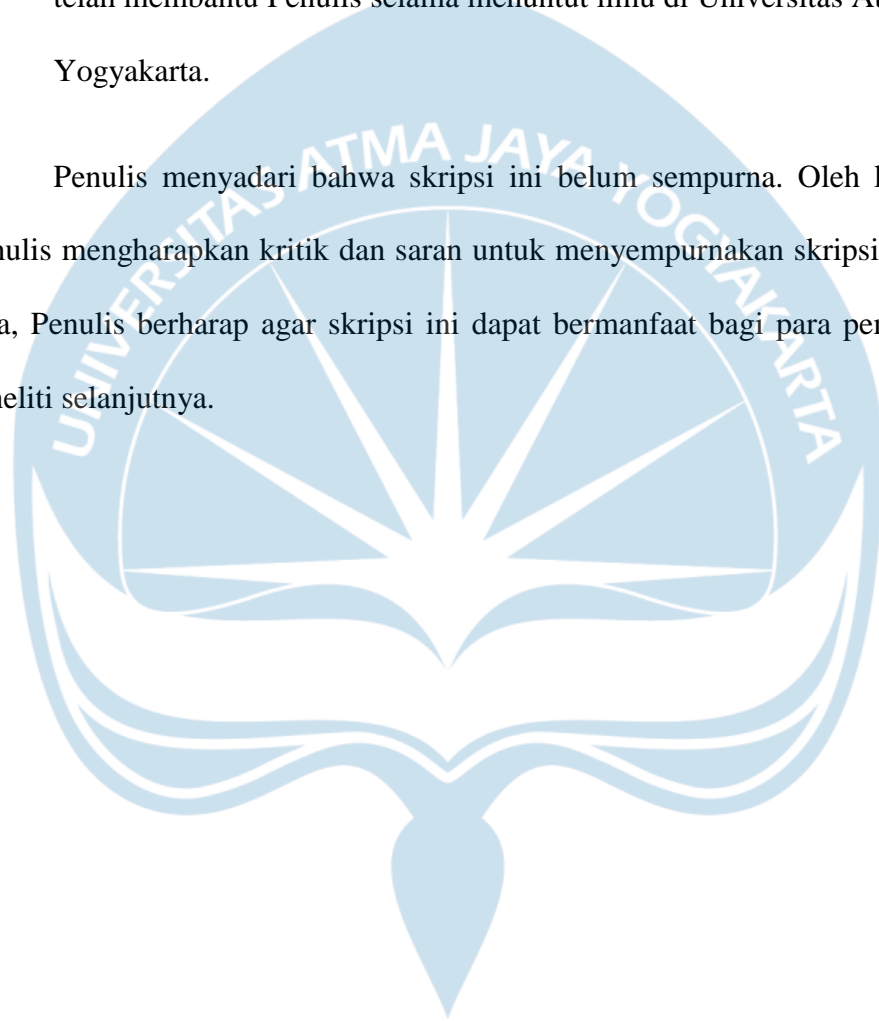 telah membantu Penulis selama menuntut ilmu di Universitas
Yogyakarta.
Penulis menyadari bahwa skripsi ini belum sempurna. Oleh
mengharapkan kritik dan saran untuk menyempurnakan skripsi
Penulis berharap agar skripsi ini dapat bermanfaat bagi para
selanjutnya.
UNIVERSITAS ATMA JAYA YOGYAKARTA